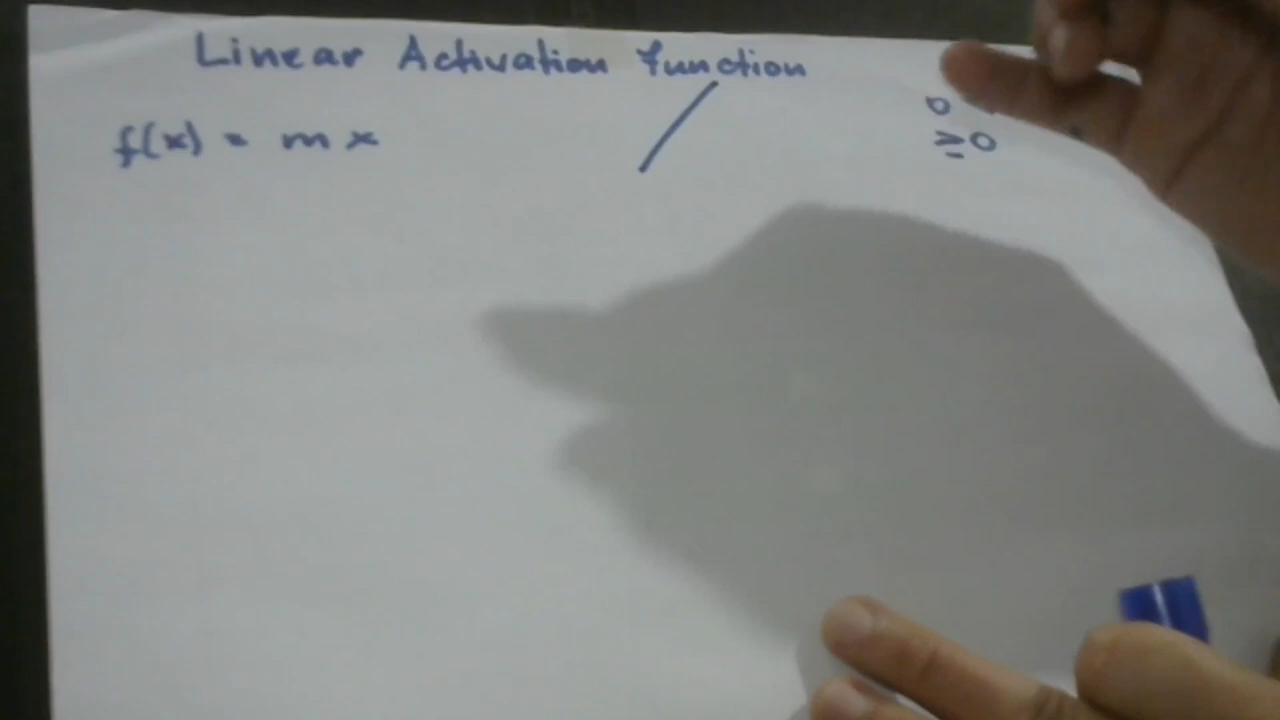 Linear Activation Function
f(x) = mx
0
≥ 0